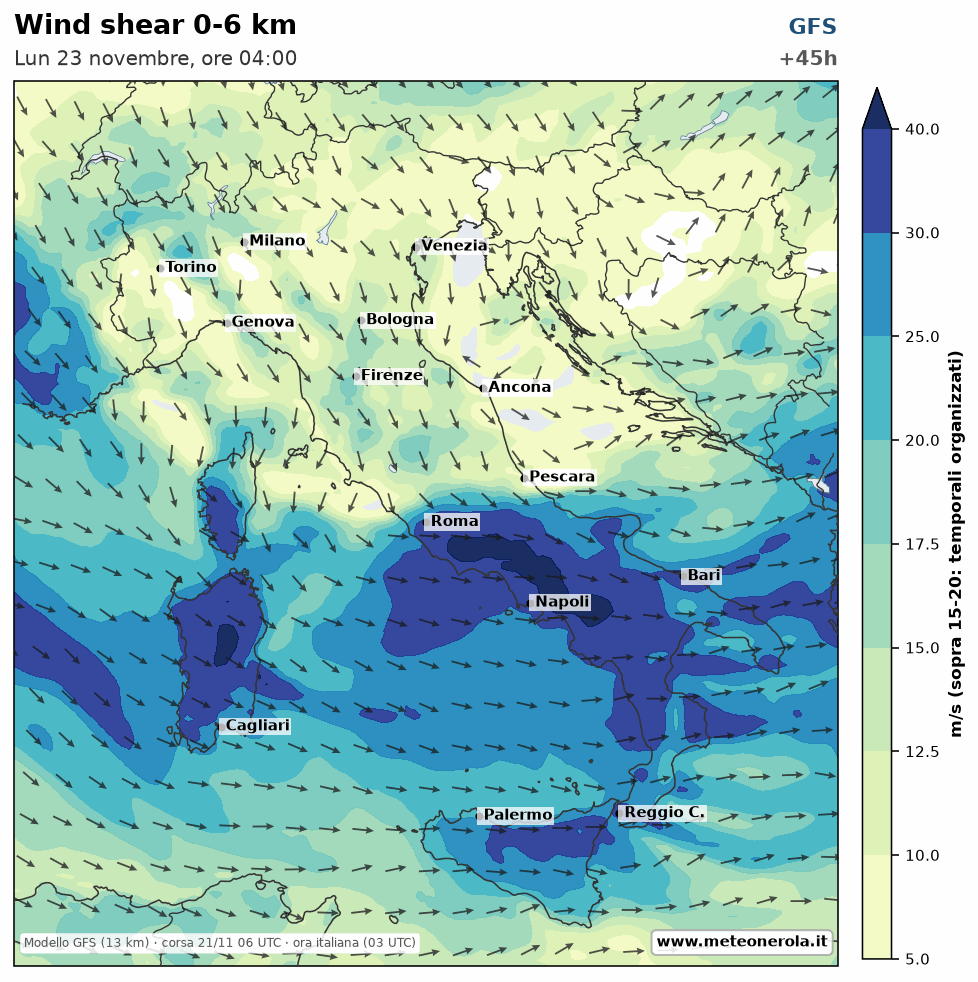 Wind shear 0-6 km
GFS
Lun 23 novembre, ore 04:00
+45h
Milano
Venezia
Torino
Genova
Bologna
Firenze
Ancona
Pescara
Roma
Bari
Napoli
Cagliari
Palermo
Reggio C.
40.0
30.0
25.0
20.0
17.5
15.0
12.5
10.0
5.0
m/s (sopra 15-20: temporali organizzati)
Modello GFS (13 km) · corsa 21/11 06 UTC · ora italiana (03 UTC)
www.meteonerola.it